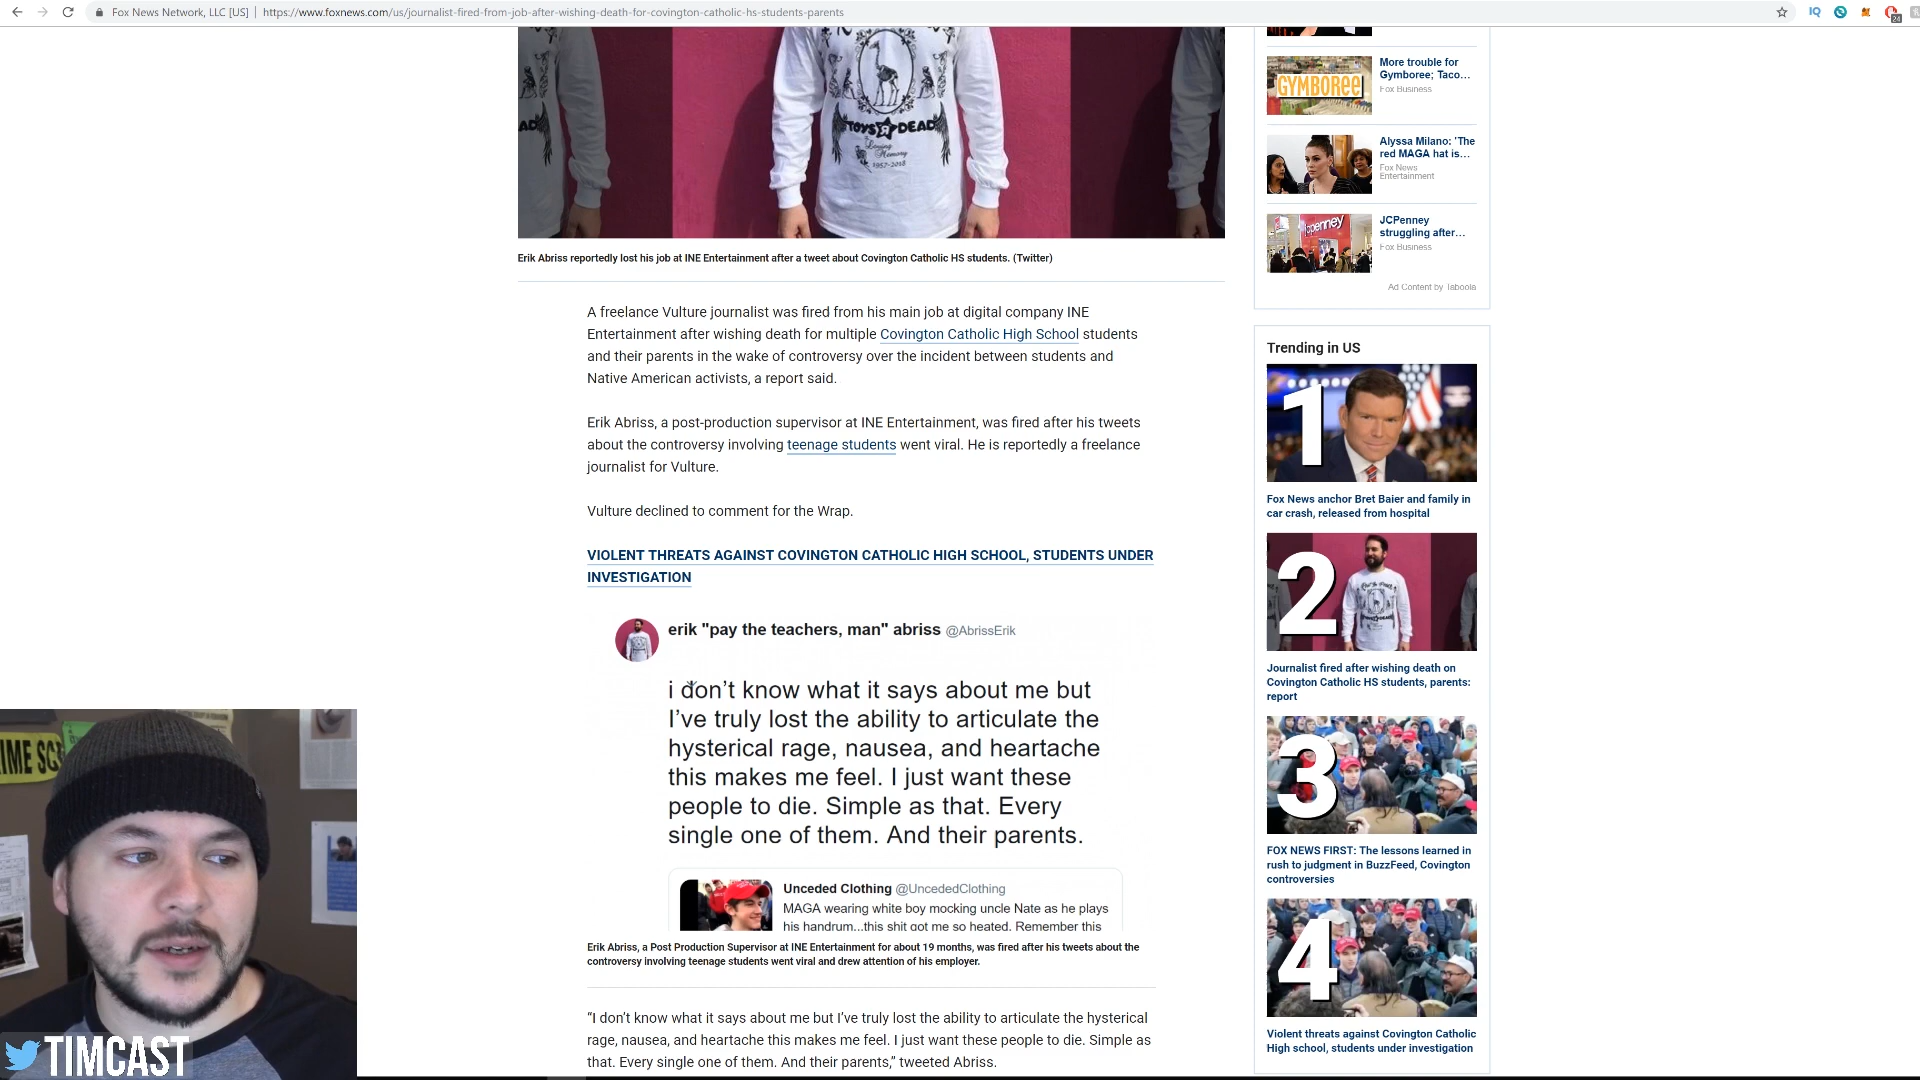 Fox News Network, LLC [US] | https://www.foxnews.com/us/journalist-fired-from-job-after-wishing-death-for-covington-catholic-hs-students-parents
IQ
24
TOYS DEAD
Loving
Memory
1957-2018
Erik Abriss reportedly lost his job at INE Entertainment after a tweet about Covington Catholic HS students. (Twitter)
A freelance Vulture journalist was fired from his main job at digital company INE
Entertainment after wishing death for multiple Covington Catholic High School students
and their parents in the wake of controversy over the incident between students and
Native American activists, a report said.
Erik Abriss, a post-production supervisor at INE Entertainment, was fired after his tweets
about the controversy involving teenage students went viral. He is reportedly a freelance
journalist for Vulture.
Vulture declined to comment for the Wrap.
VIOLENT THREATS AGAINST COVINGTON CATHOLIC HIGH SCHOOL, STUDENTS UNDER
INVESTIGATION
erik "pay the teachers, man" abriss @AbrissErik
i don't know what it says about me but
I've truly lost the ability to articulate the
hysterical rage, nausea, and heartache
this makes me feel. I just want these
people to die. Simple as that. Every
single one of them. And their parents.
Unceded Clothing @UncededClothing
MAGA wearing white boy mocking uncle Nate as he plays
his handrum...this shit got me so heated. Remember this
Erik Abriss, a Post Production Supervisor at INE Entertainment for about 19 months, was fired after his tweets about the
controversy involving teenage students went viral and drew attention of his employer.
“I don’t know what it says about me but I’ve truly lost the ability to articulate the hysterical
rage, nausea, and heartache this makes me feel. I just want these people to die. Simple as
that. Every single one of them. And their parents,” tweeted Abriss.
GYMBOREE
More trouble for
Gymboree; Taco...
Fox Business
Alyssa Milano: 'The
red MAGA hat is...
Fox News
Entertainment
JCPenney
struggling after...
Fox Business
Ad Content by Taboola
Trending in US
1
Fox News anchor Bret Baier and family in
car crash, released from hospital
2
Journalist fired after wishing death on
Covington Catholic HS students, parents:
report
3
FOX NEWS FIRST: The lessons learned in
rush to judgment in BuzzFeed, Covington
controversies
4
Violent threats against Covington Catholic
High school, students under investigation
IME SC
TIMCAST